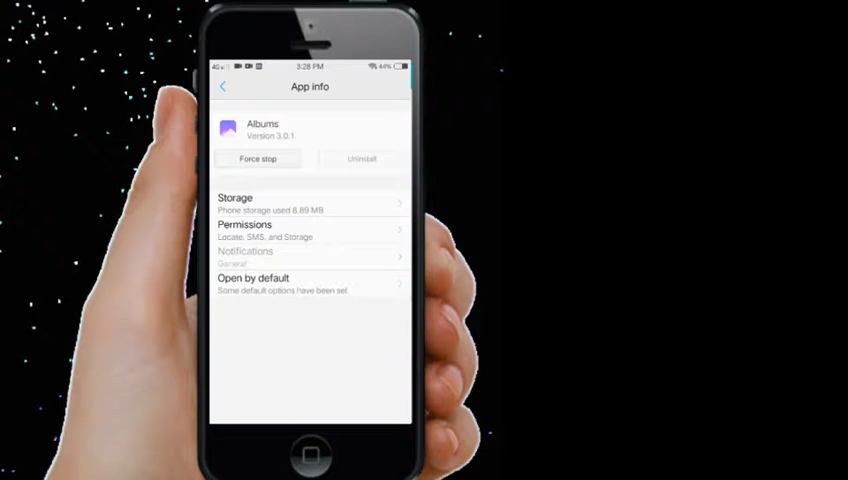 3:28 PM
44%
App info
Albums
Version 3.0.1
Force stop
Uninstall
Storage
Phone storage used 6.89 MB
Permissions
Locate, SMS, and Storage
Notifications
General
Open by default
Some default options have been set